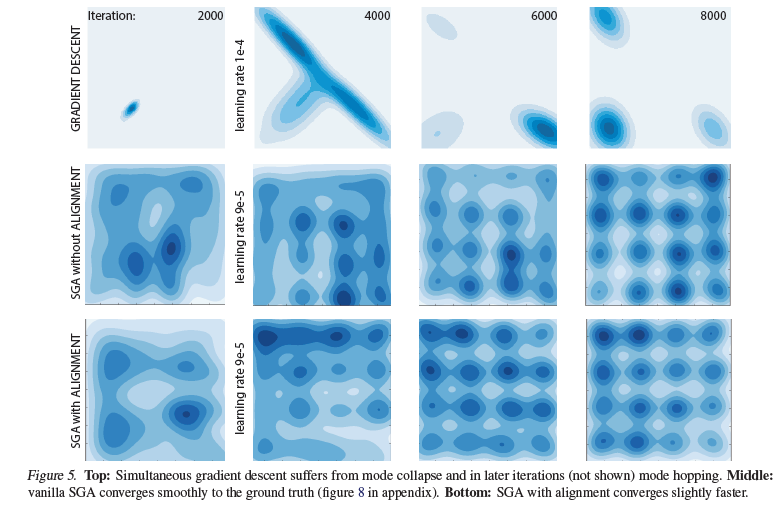 Iteration: 2000
4000
6000
8000
GRADIENT DESCENT
learning rate 1e-4
SGA without ALIGNMENT
learning rate 9e-5
SGA with ALIGNMENT
learning rate 9e-5
Figure 5. Top: Simultaneous gradient descent suffers from mode collapse and in later iterations (not shown) mode hopping. Middle:
vanilla SGA converges smoothly to the ground truth (figure 8 in appendix). Bottom: SGA with alignment converges slightly faster.